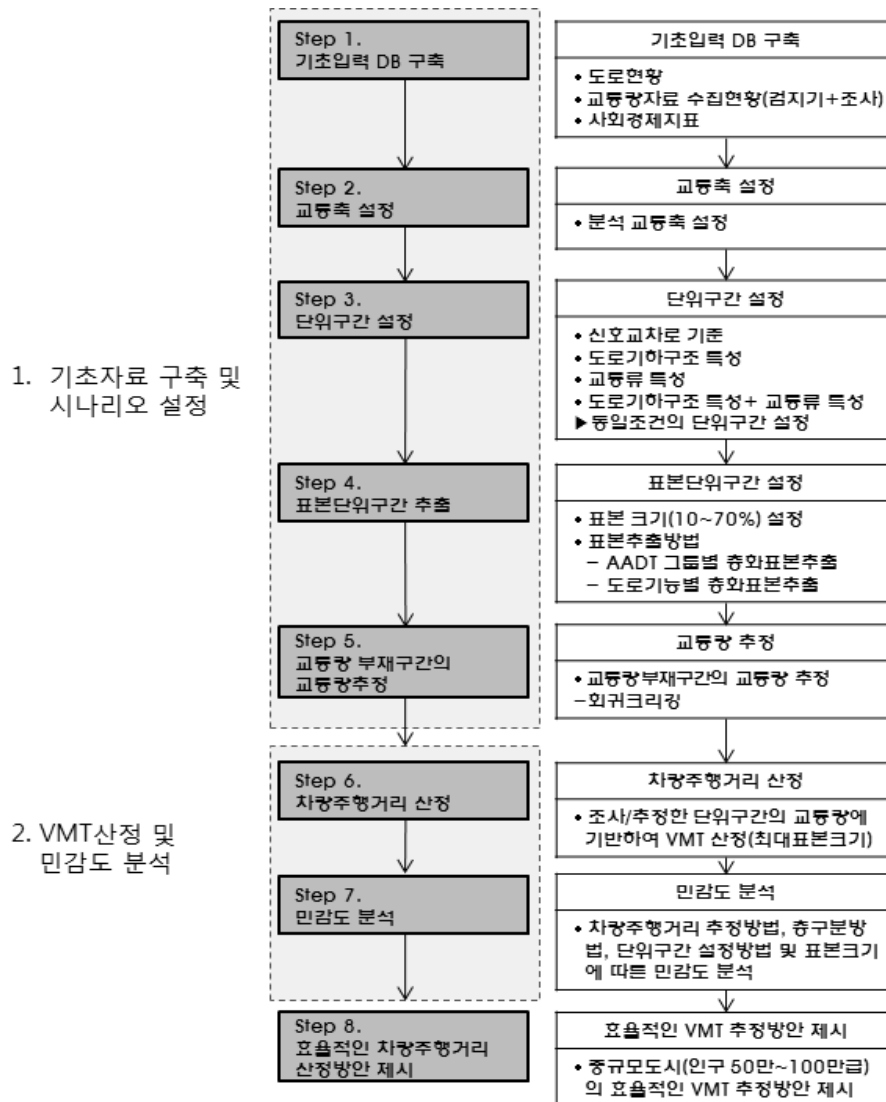 Step 1.
기초입력 DB 구축
기초입력 DB 구축
• 도로현황
• 교통량자료 수집현황(검지기+조사)
• 사회경제지표
Step 2.
교통축 설정
교통축 설정
• 분석 교통축 설정
Step 3.
단위구간 설정
단위구간 설정
• 신호교차로 기준
• 도로기하구조 특성
• 교통류 특성
• 도로기하구조 특성+ 교통류 특성
▶동일조건의 단위구간 설정
1. 기초자료 구축 및
시나리오 설정
Step 4.
표본단위구간 추출
표본단위구간 설정
• 표본 크기(10~70%) 설정
• 표본추출방법
– AADT 그룹별 층화표본추출
– 도로기능별 층화표본추출
Step 5.
교통량 부재구간의
교통량추정
교통량 추정
• 교통량부재구간의 교통량 추정
–회귀크리깅
Step 6.
차량주행거리 산정
차량주행거리 산정
• 조사/추정한 단위구간의 교통량에
기반하여 VMT 산정(최대표본크기)
2. VMT산정 및
민감도 분석
Step 7.
민감도 분석
민감도 분석
• 차량주행거리 추정방법, 층구분방
법, 단위구간 설정방법 및 표본크기
에 따른 민감도 분석
Step 8.
효율적인 차량주행거리
산정방안 제시
효율적인 VMT 추정방안 제시
• 중규모도시(인구 50만~100만급)
의 효율적인 VMT 추정방안 제시